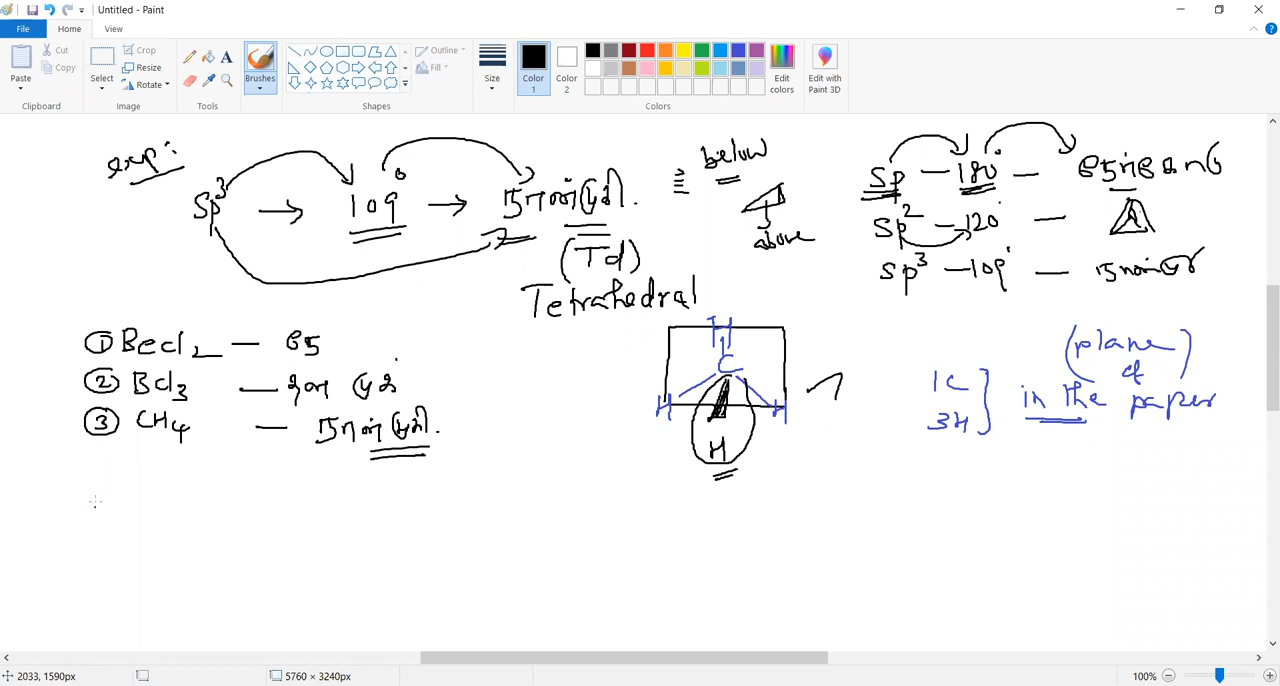 Untitled - Paint
File Home View
Paste Cut Copy Clipboard
Select Crop Resize Rotate Image
Tools
Brushes
Outline Fill Shapes
Size
Color 1 Color 2 Edit colors Colors
Edit with Paint 3D
exp:
sp³ → 109° → நான்முகி.
(Td)
Tetrahedral
below
above
sp - 180° -
sp² - 120° -
sp³ - 109° -
① BeCl₂ -
② BCl₃ -
③ CH₄ - நான்முகி.
H
C
H H
H
1C
3H } in the (plane of paper
2033, 1590px 5760 × 3240px 100%